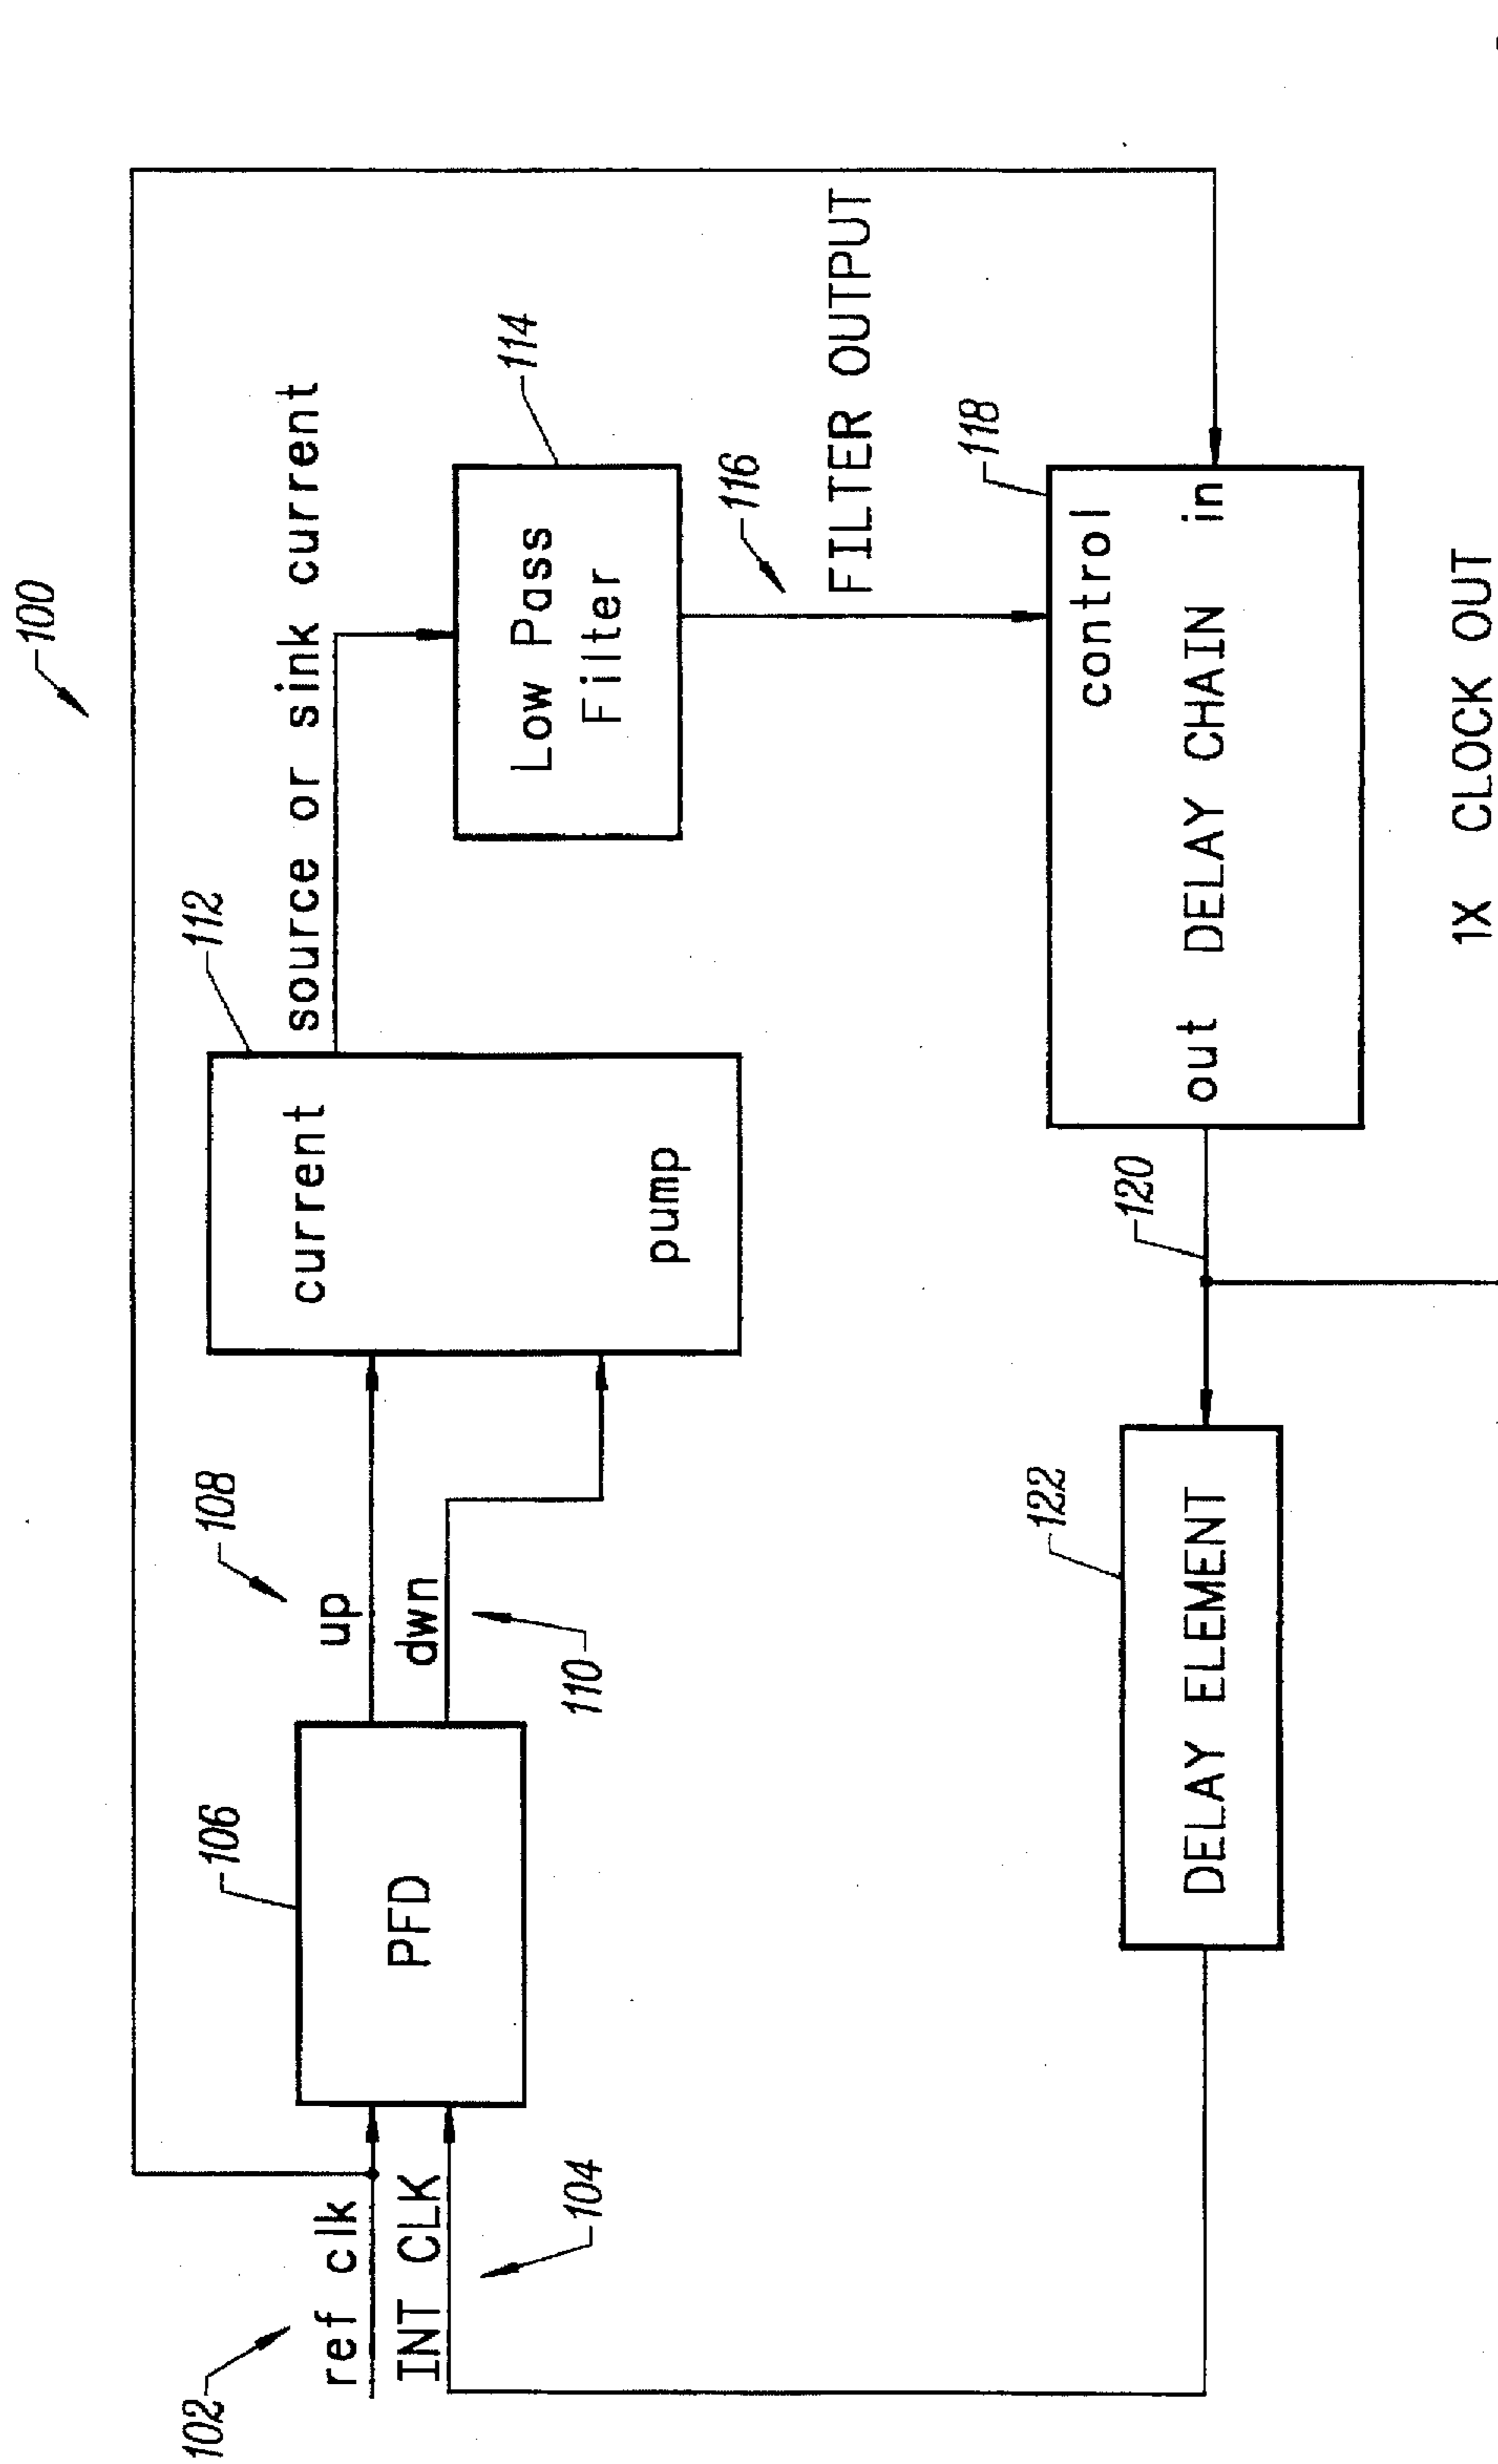 100
102
ref clk
INT CLK
104
106
PFD
108
up
dwn
110
112
current
pump
source or sink current
114
Low Pass
Filter
116
FILTER OUTPUT
118
control
out DELAY CHAIN in
120
122
DELAY ELEMENT
1X CLOCK OUT